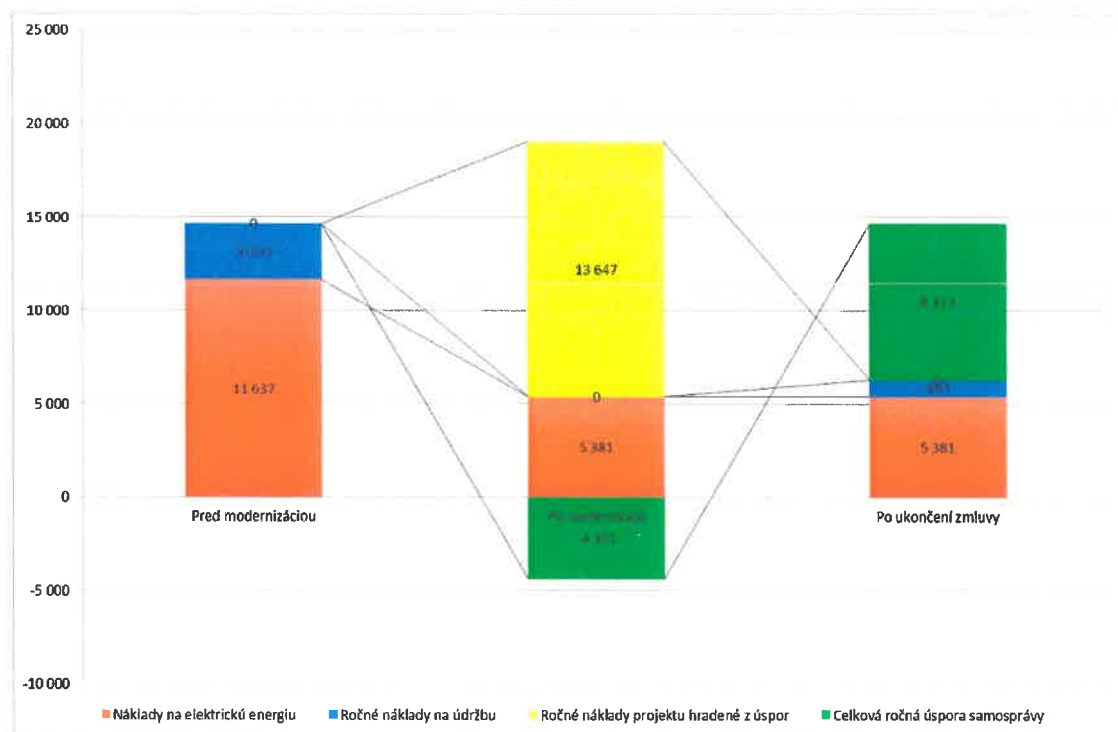 25 000
20 000
15 000
10 000
5 000
0
-5 000
-10 000
0
11 637
13 647
0
5 381
5 381
Pred modernizáciou
Po modernizácii
Po ukončení zmluvy
Náklady na elektrickú energiu
Ročné náklady na údržbu
Ročné náklady projektu hradené z úspor
Celková ročná úspora samosprávy